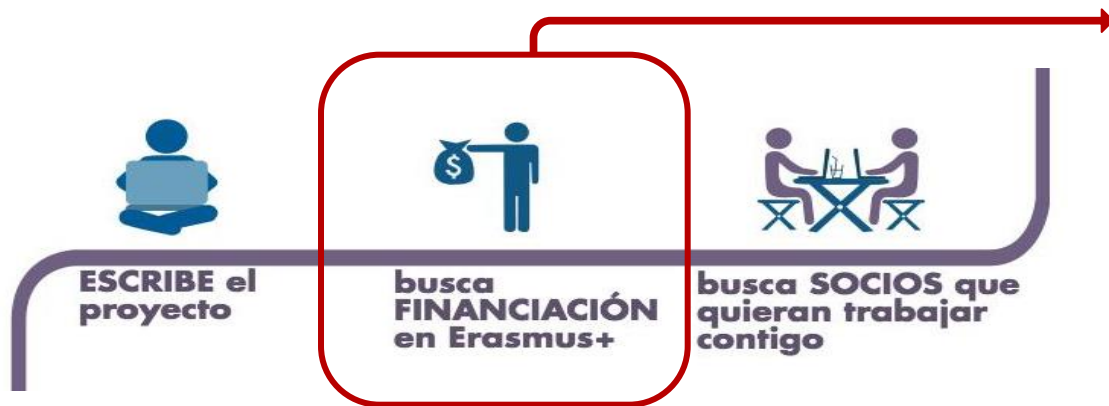 $
ESCRIBE el
proyecto
busca
FINANCIACIÓN
en Erasmus+
busca SOCIOS que
quieran trabajar
contigo